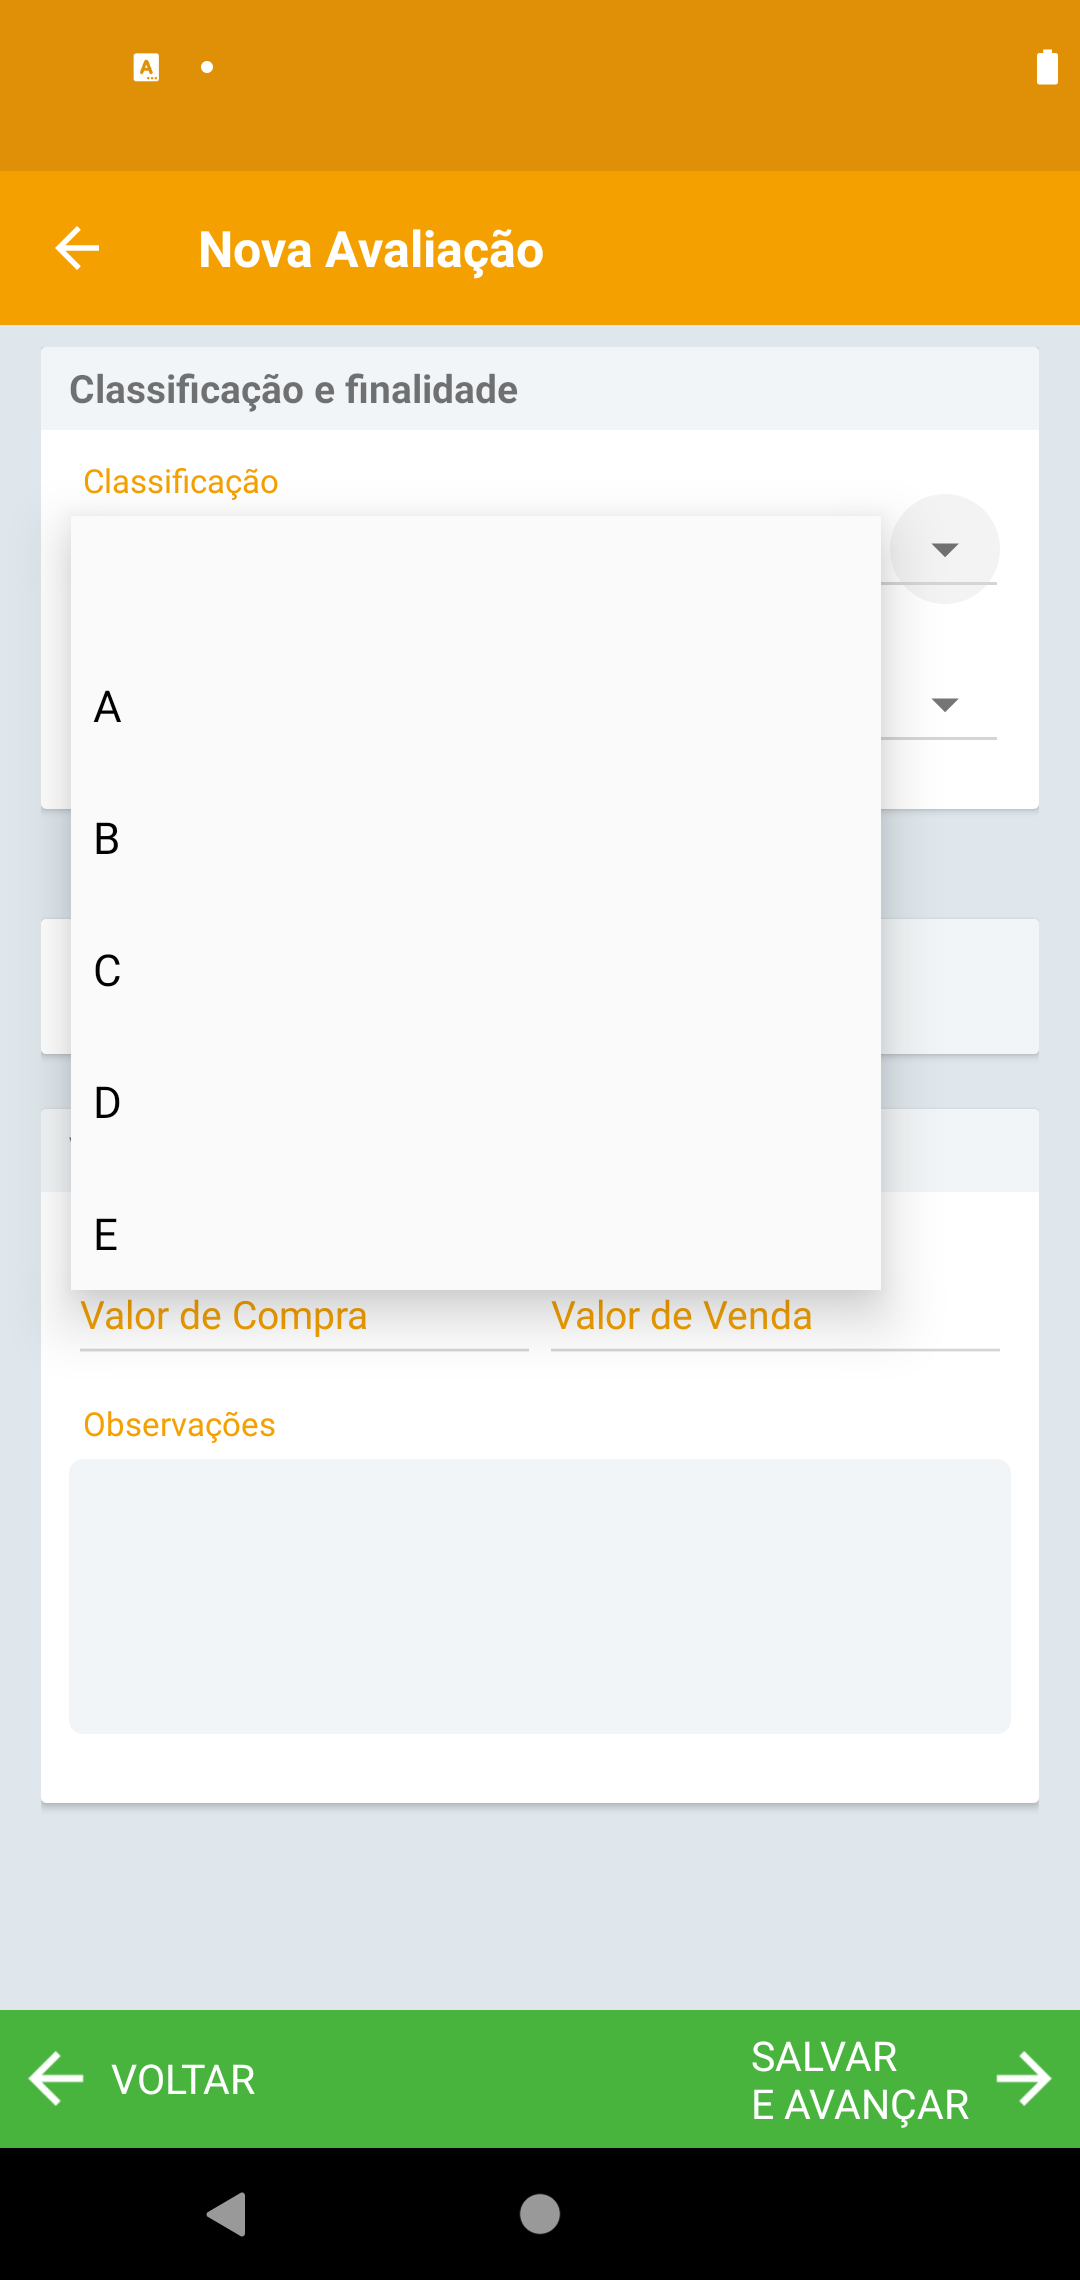 Nova Avaliação
Classificação e finalidade
Classificação
A
B
C
D
E
Valor de Compra
Valor de Venda
Observações
VOLTAR
SALVAR
E AVANÇAR